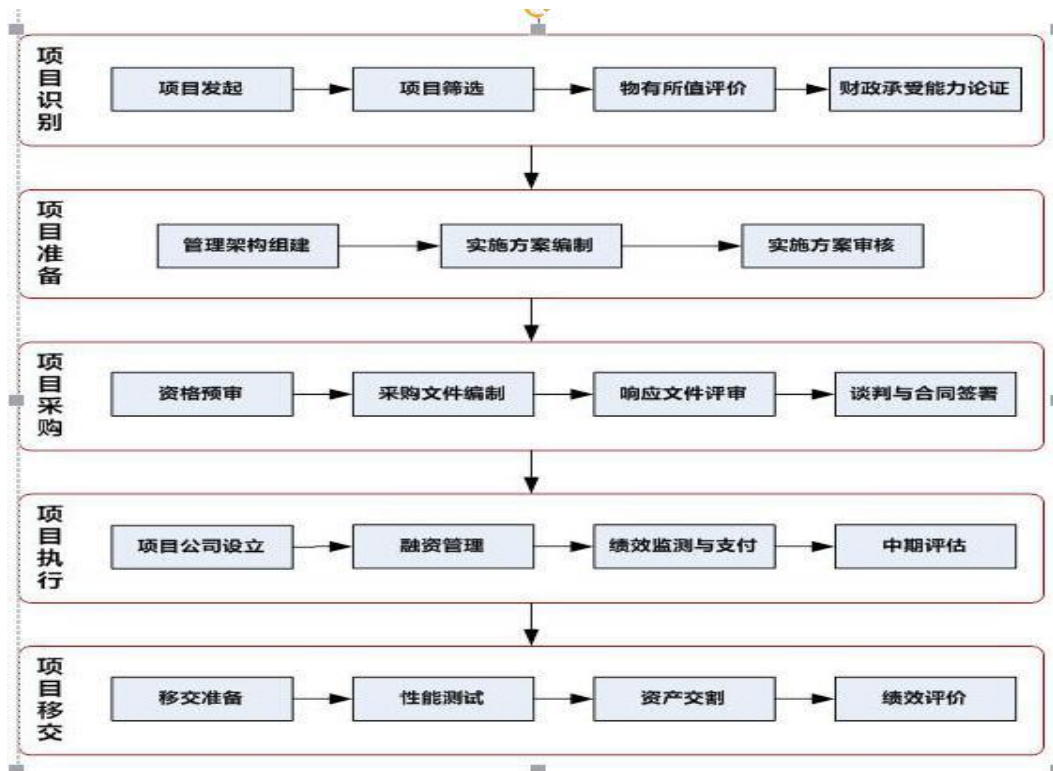 项目识别
项目发起
项目筛选
物有所值评价
财政承受能力论证
项目准备
管理架构组建
实施方案编制
实施方案审核
项目采购
资格预审
采购文件编制
响应文件评审
谈判与合同签署
项目执行
项目公司设立
融资管理
绩效监测与支付
中期评估
项目移交
移交准备
性能测试
资产交割
绩效评价